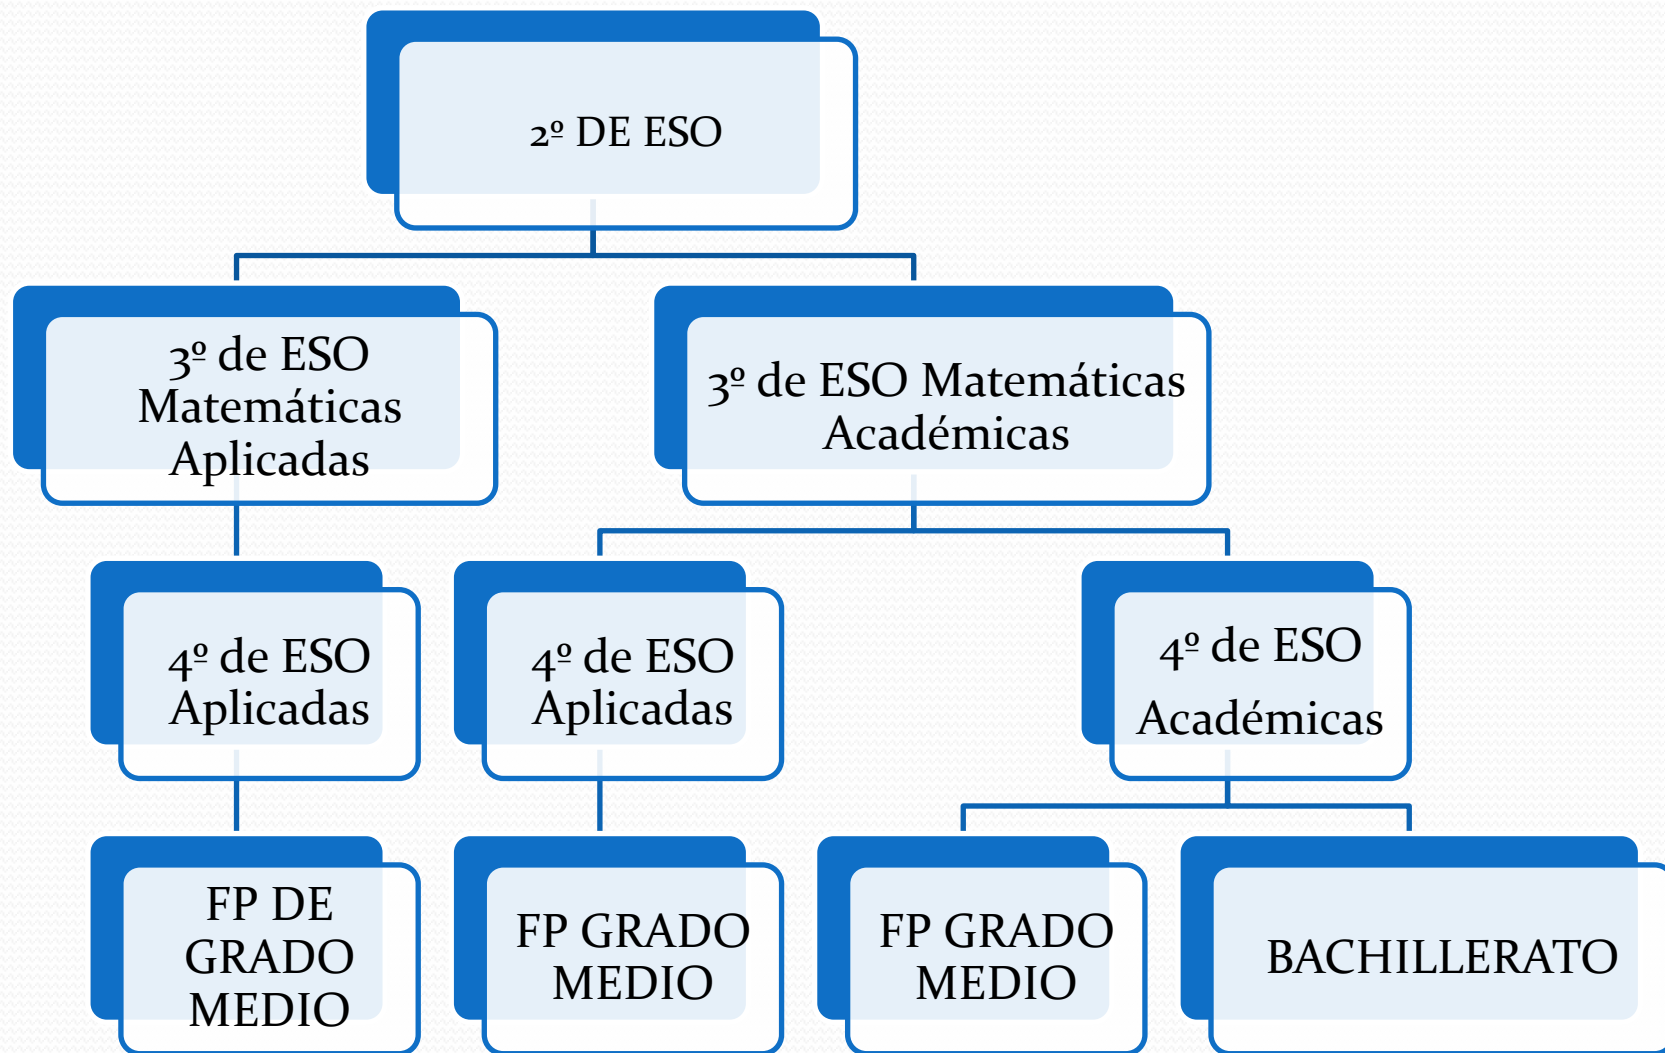 2º DE ESO
3º de ESO
Matemáticas
Aplicadas
3º de ESO Matemáticas
Académicas
4º de ESO
Aplicadas
4º de ESO
Aplicadas
4º de ESO
Académicas
FP DE
GRADO
MEDIO
FP GRADO
MEDIO
FP GRADO
MEDIO
BACHILLERATO